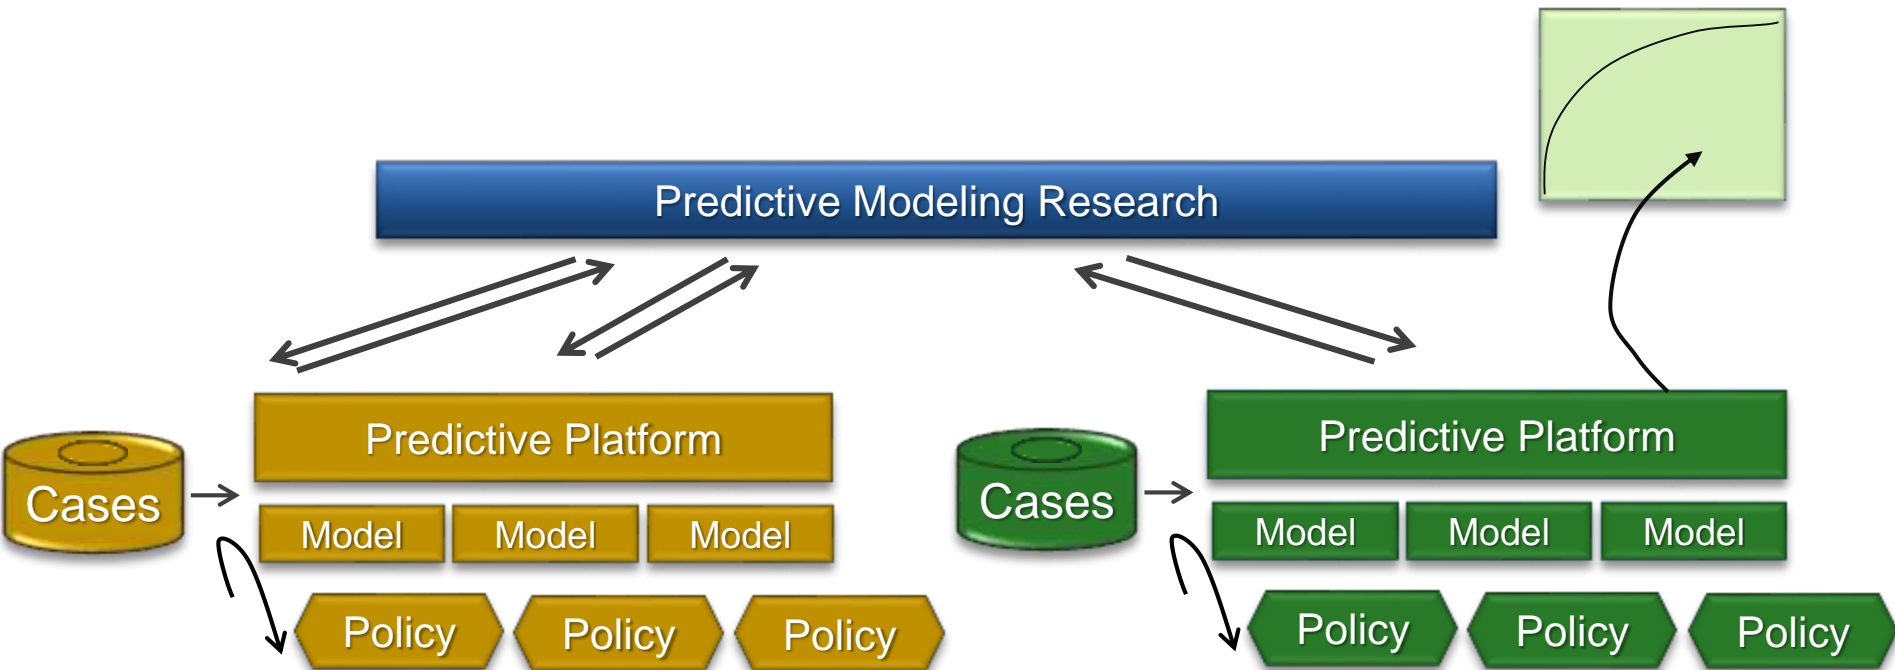 Predictive Modeling Research
Predictive Platform
Cases
Model Model Model
Policy Policy Policy
Predictive Platform
Cases
Model Model Model
Policy Policy Policy